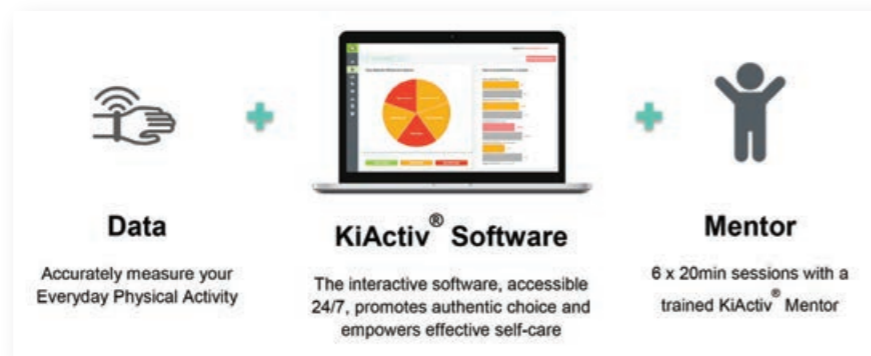 Data
Accurately measure your
Everyday Physical Activity
KiActiv® Software
The interactive software, accessible
24/7, promotes authentic choice and
empowers effective self-care
Mentor
6 x 20min sessions with a
trained KiActiv® Mentor